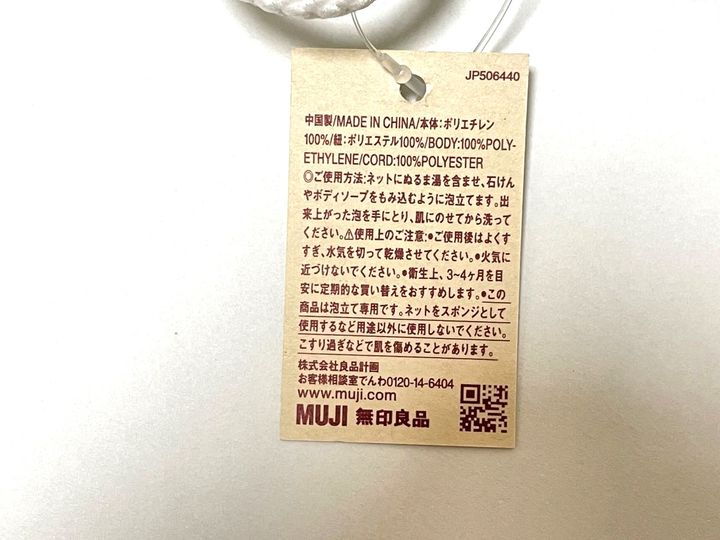 JP506440
中国製/MADE IN CHINA/本体:ポリエチレン
100%/紐:ポリエステル100%/BODY:100%POLY-
ETHYLENE/CORD:100%POLYESTER
◎ご使用方法:ネットにぬるま湯を含ませ、石けん
やボディソープをもみ込むように泡立てます。出
来上がった泡を手にとり、肌にのせてから洗って
ください。⚠使用上のご注意:●ご使用後はよくす
すぎ、水気を切って乾燥させてください。●火気に
近づけないでください。●衛生上、3~4ヶ月を目
安に定期的な買い替えをおすすめします。●この
商品は泡立て専用です。ネットをスポンジとして
使用するなど用途以外に使用しないでください。
こすり過ぎなどで肌を傷めることがあります。
株式会社良品計画
お客様相談室でんわ0120-14-6404
www.muji.com
MUJI 無印良品